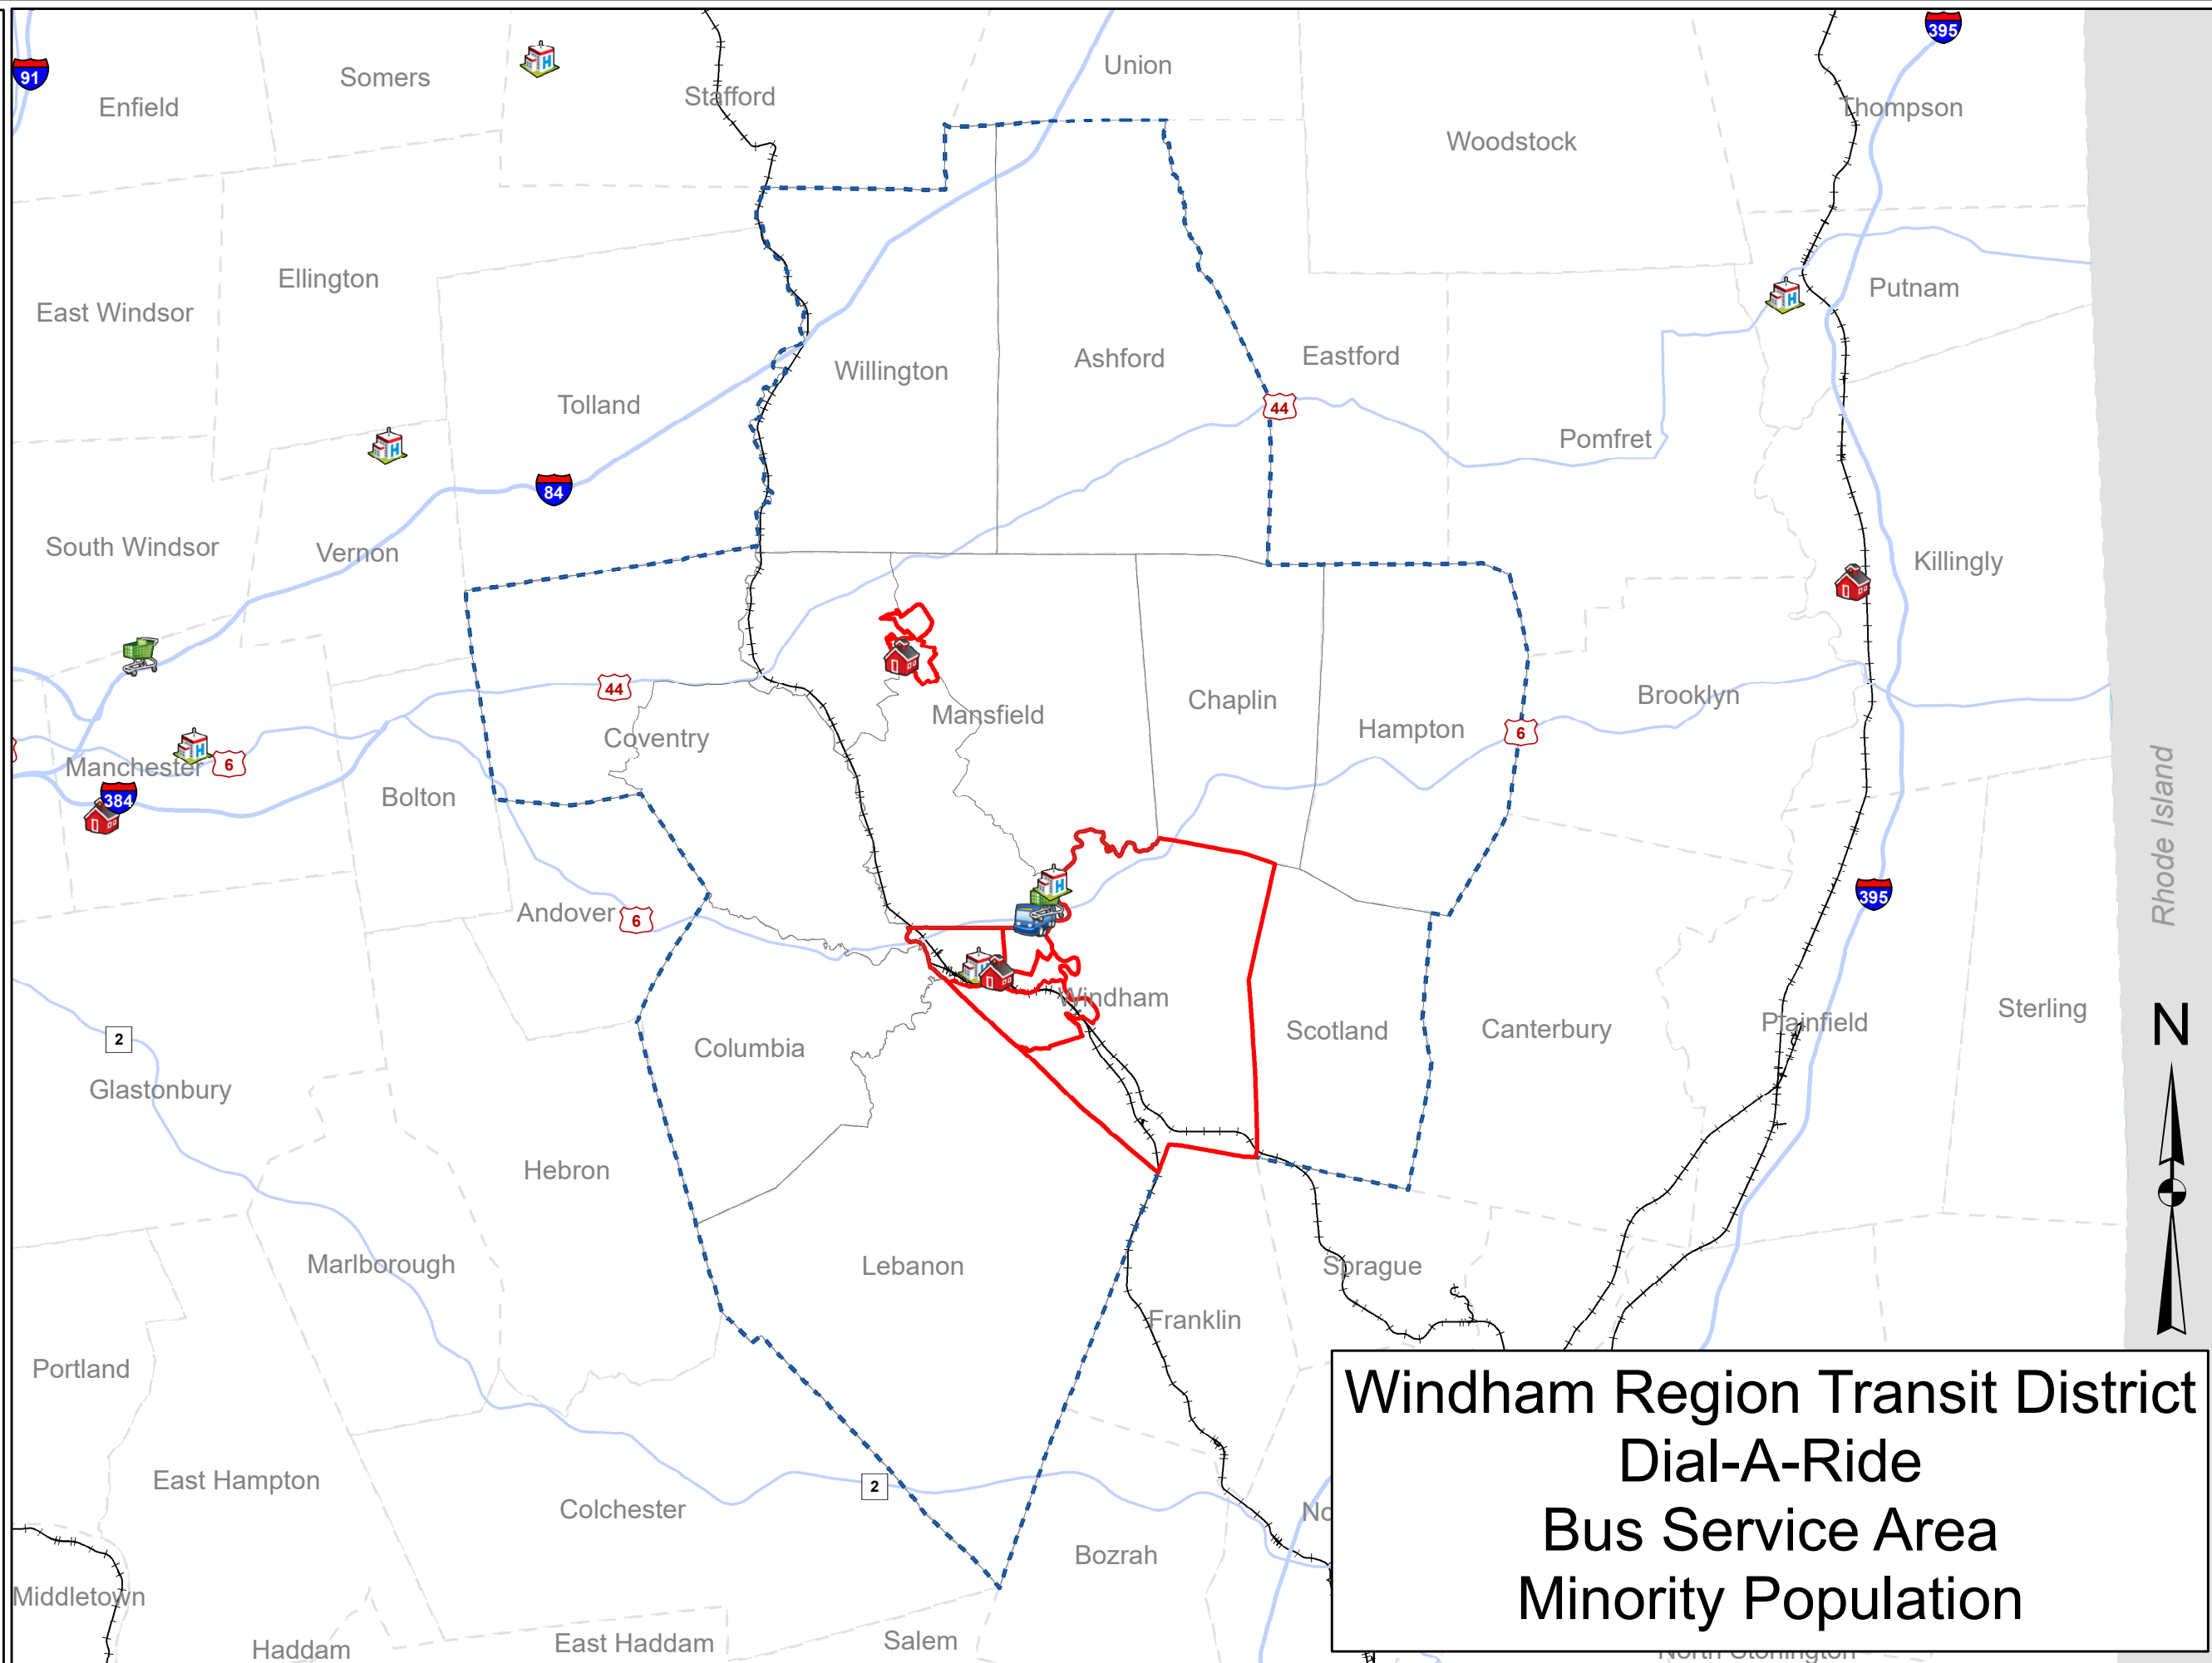 395
91
Union
Somers
Stafford
Enfield
Thompson
Woodstock
Ellington
Putnam
East Windsor
Willington
Ashford
Eastford
Tolland
44
Pomfret
84
South Windsor
Vernon
Killingly
44
Mansfield
Chaplin
Brooklyn
Coventry
Hampton
6
Manchester
6
384
Bolton
Rhode Island
395
Andover
6
Windham
Sterling
N
2
Columbia
Scotland
Canterbury
Plainfield
Glastonbury
Hebron
Marlborough
Lebanon
Sprague
Franklin
Portland
East Hampton
2
Colchester
No
Bozrah
Middletown
Haddam
East Haddam
Salem
North Stonington
Windham Region Transit District
Dial-A-Ride
Bus Service Area
Minority Population